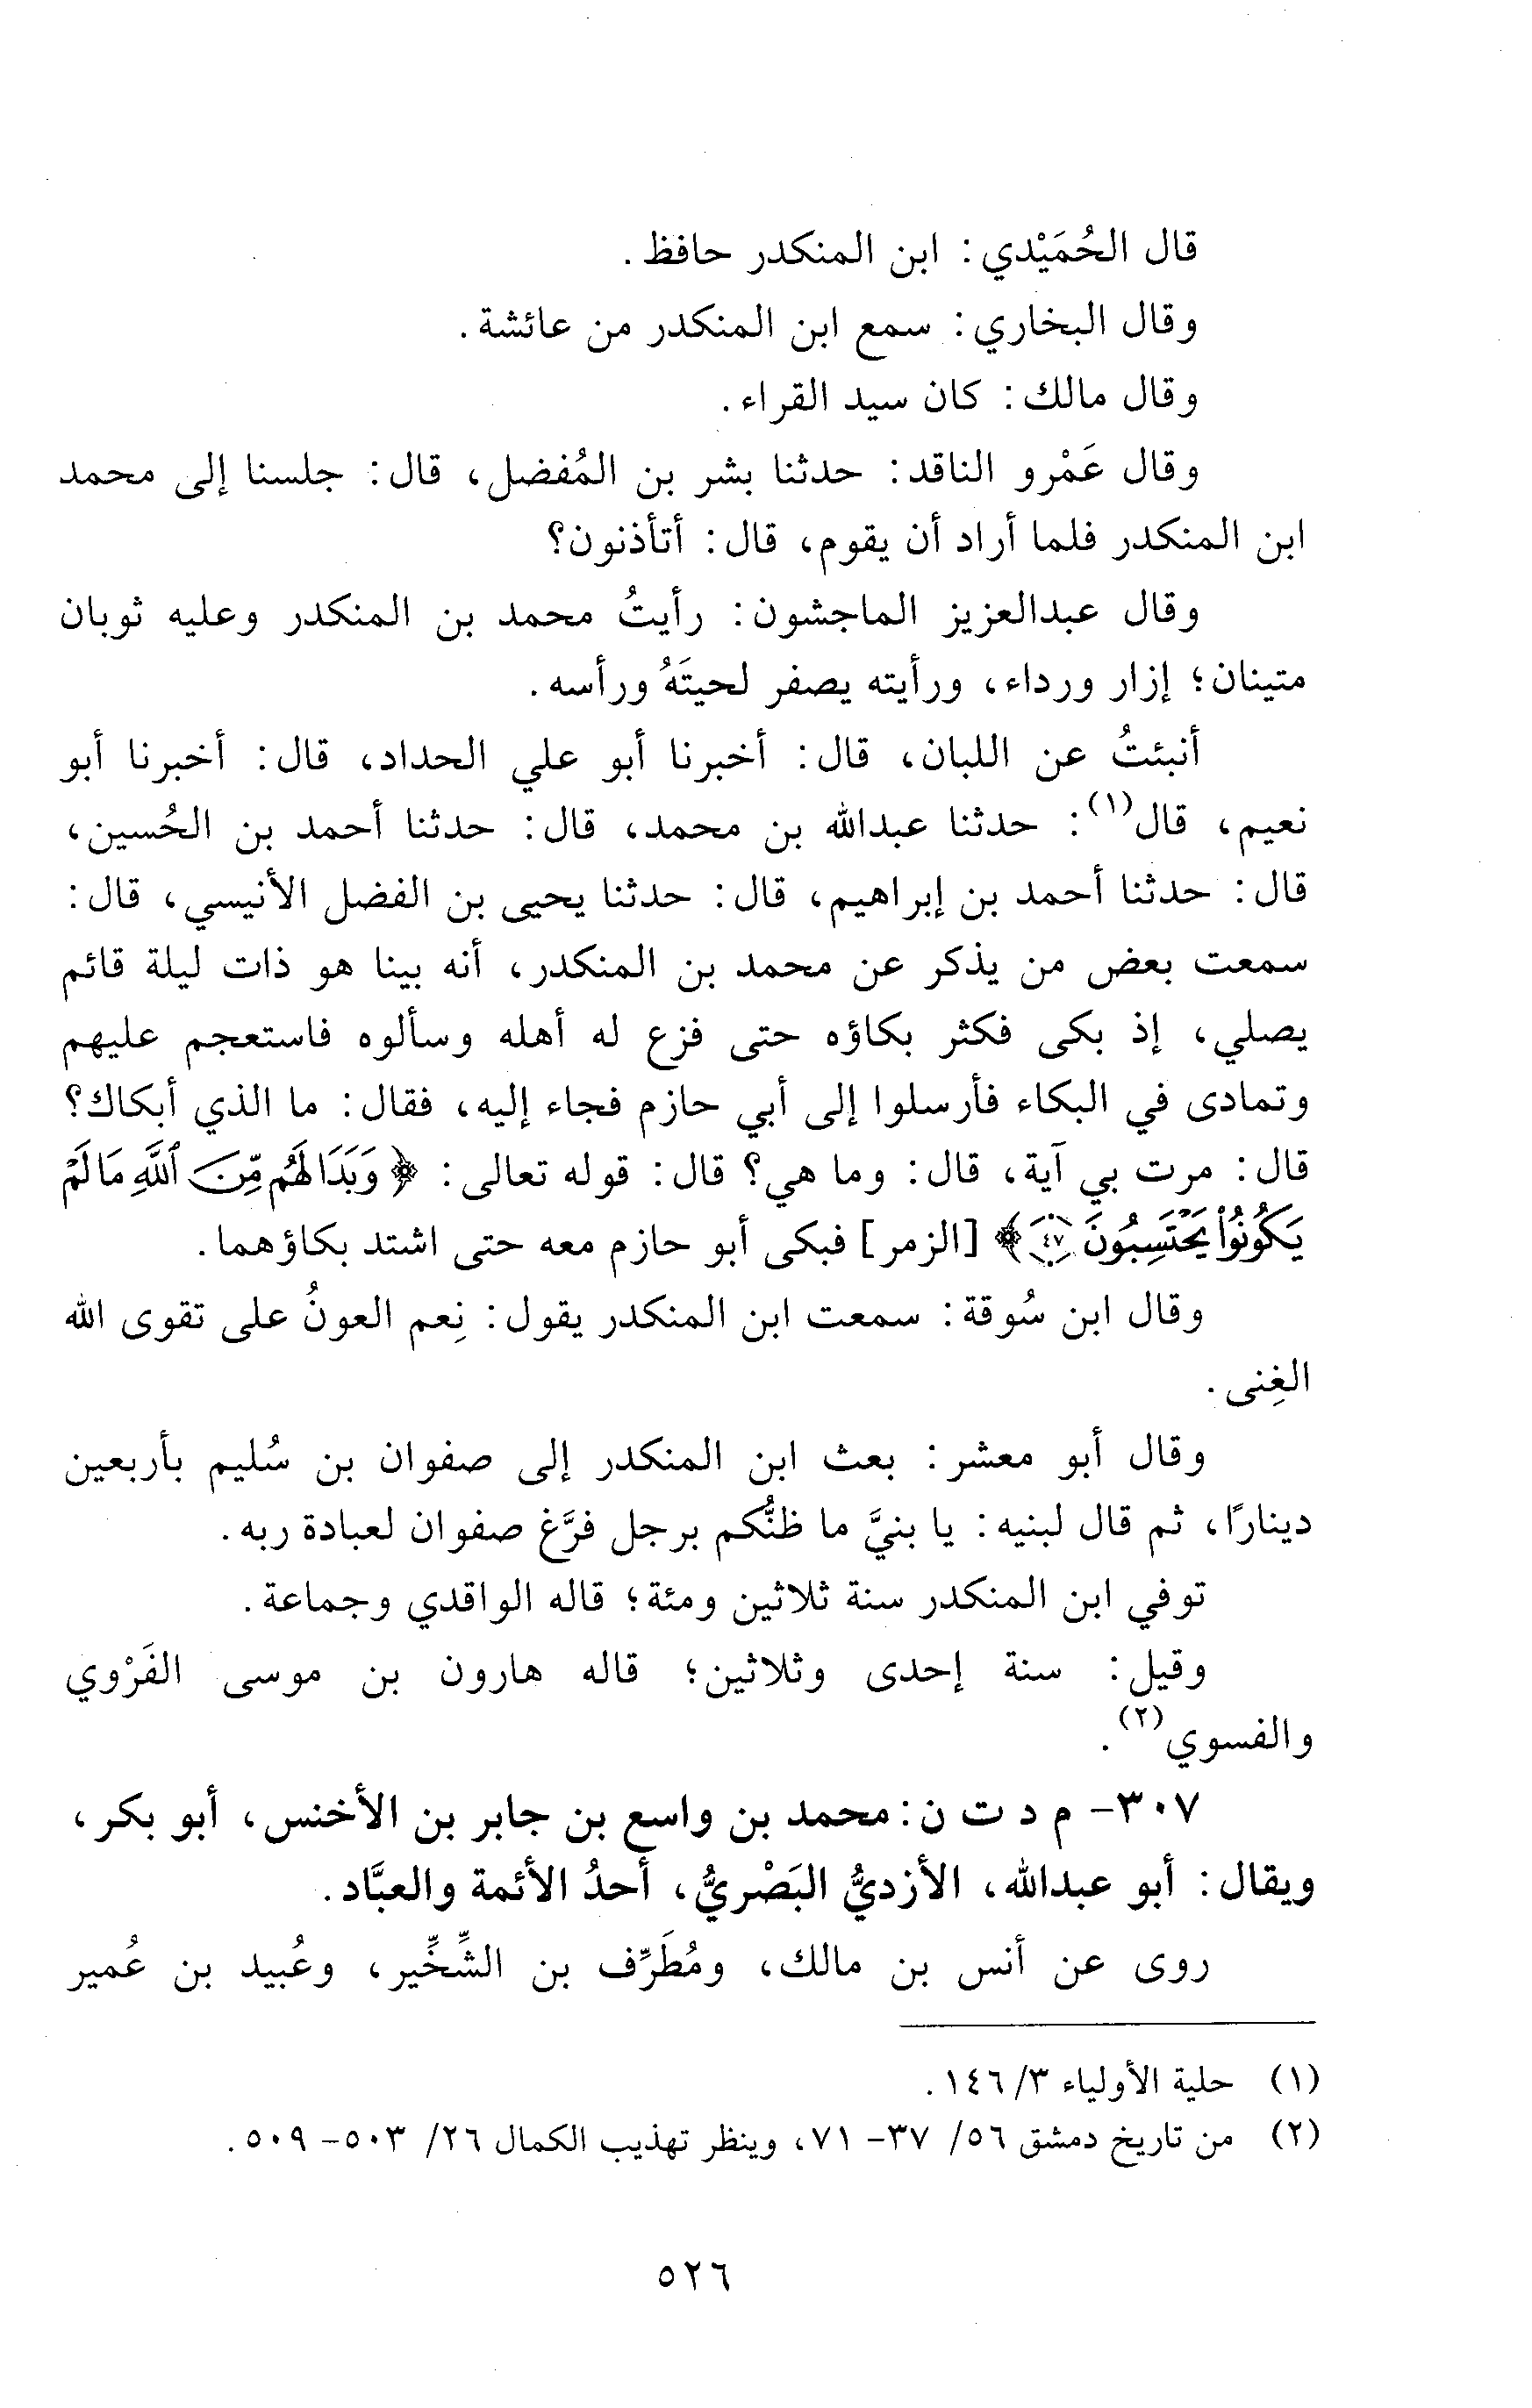 قال الحُمَيْدي: ابن المنكدر حافظ.
وقال البخاري: سمع ابن المنكدر من عائشة.
وقال مالك: كان سيد القراء.
وقال عَمْرو الناقد: حدثنا بشر بن المُفضل، قال: جلسنا إلى محمد
ابن المنكدر فلما أراد أن يقوم، قال: أتأذنون؟
وقال عبدالعزيز الماجشون: رأيتُ محمد بن المنكدر وعليه ثوبان
متينان؛ إزار ورداء، ورأيته يصفر لحيتَهُ ورأسه.
أنبئتُ عن اللبان، قال: أخبرنا أبو علي الحداد، قال: أخبرنا أبو
نعيم، قال(١): حدثنا عبدالله بن محمد، قال: حدثنا أحمد بن الحُسين،
قال: حدثنا أحمد بن إبراهيم، قال: حدثنا يحيى بن الفضل الأنيسي، قال:
سمعت بعض من يذكر عن محمد بن المنكدر، أنه بينا هو ذات ليلة قائم
يصلي، إذ بكى فكثر بكاؤه حتى فزع له أهله وسألوه فاستعجم عليهم
وتمادى في البكاء فأرسلوا إلى أبي حازم فجاء إليه، فقال: ما الذي أبكاك؟
قال: مرت بي آية، قال: وما هي؟ قال: قوله تعالى: ﴿وَبَدَا لَهُم مِّنَ ٱللَّهِ مَا لَمْ
يَكُونُواْ يَحْتَسِبُونَ ٤٧﴾ [الزمر] فبكى أبو حازم معه حتى اشتد بكاؤهما.
وقال ابن سُوقة: سمعت ابن المنكدر يقول: نِعم العونُ على تقوى الله
الغِنى.
وقال أبو معشر: بعث ابن المنكدر إلى صفوان بن سُليم بأربعين
دينارًا، ثم قال لبنيه: يا بنيَّ ما ظنُّكم برجل فرَّغ صفوان لعبادة ربه.
توفي ابن المنكدر سنة ثلاثين ومئة؛ قاله الواقدي وجماعة.
وقيل: سنة إحدى وثلاثين؛ قاله هارون بن موسى الفَرْوي
والفسوي(٢).
٣٠٧- م د ت ن: محمد بن واسع بن جابر بن الأخنس، أبو بكر،
ويقال: أبو عبدالله، الأزديُّ البَصْريُّ، أحدُ الأئمة والعبَّاد.
روى عن أنس بن مالك، ومُطَرِّف بن الشِّخِّير، وعُبيد بن عُمير
(١) حلية الأولياء ٣/ ١٤٦.
(٢) من تاريخ دمشق ٥٦/ ٣٧- ٧١، وينظر تهذيب الكمال ٢٦/ ٥٠٣- ٥٠٩.
٥٢٦